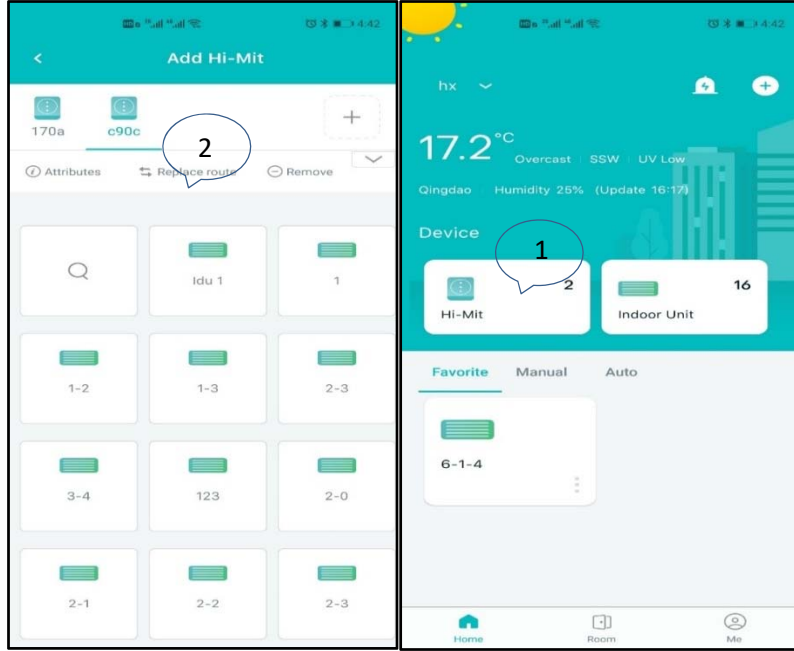 4:42
Add Hi-Mit
170a
c90c
+
2
Attributes
Replace route
Remove
Idu 1
1
1-2
1-3
2-3
3-4
123
2-0
2-1
2-2
2-3
4:42
hx
17.2°C
Overcast SSW UV Low
Qingdao Humidity 25% (Update 16:17)
Device
1
2
16
Hi-Mit
Indoor Unit
Favorite Manual Auto
6-1-4
Home Room Me